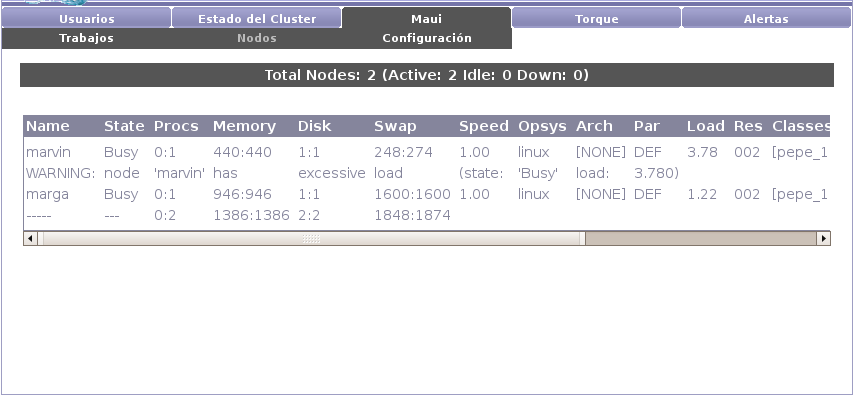 Usuarios Estado del Cluster Maui Torque Alertas
Trabajos Nodos Configuración
Total Nodes: 2 (Active: 2 Idle: 0 Down: 0)
Name State Procs Memory Disk Swap Speed Opsys Arch Par Load Res Classes
marvin Busy 0:1 440:440 1:1 248:274 1.00 linux [NONE] DEF 3.78 002 [pepe_1
WARNING: node 'marvin' has excessive load (state: 'Busy' load: 3.780)
marga Busy 0:1 946:946 1:1 1600:1600 1.00 linux [NONE] DEF 1.22 002 [pepe_1
----- --- 0:2 1386:1386 2:2 1848:1874